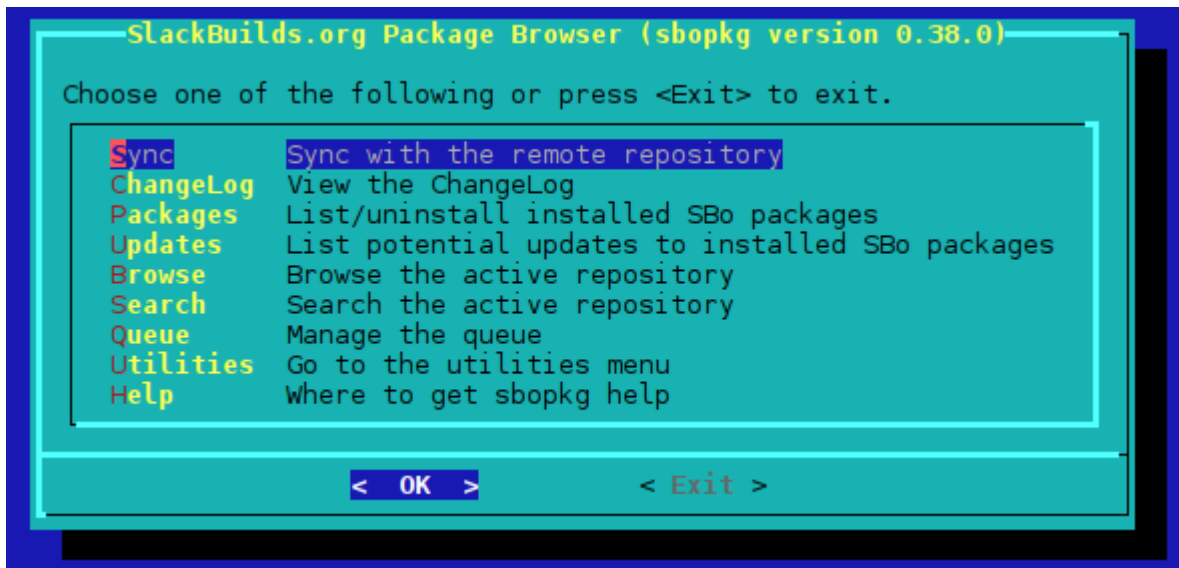 SlackBuilds.org Package Browser (sbopkg version 0.38.0)
Choose one of the following or press <Exit> to exit.
Sync Sync with the remote repository
ChangeLog View the ChangeLog
Packages List/uninstall installed SBo packages
Updates List potential updates to installed SBo packages
Browse Browse the active repository
Search Search the active repository
Queue Manage the queue
Utilities Go to the utilities menu
Help Where to get sbopkg help
< OK > < Exit >